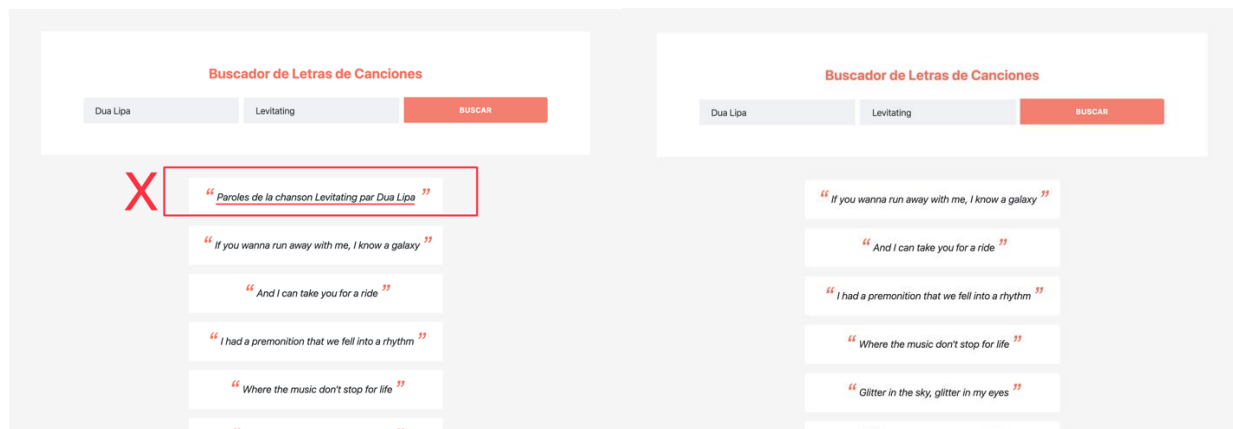 Buscador de Letras de Canciones
Dua Lipa
Levitating
BUSCAR
X
“ Paroles de la chanson Levitating par Dua Lipa ”
“ If you wanna run away with me, I know a galaxy ”
“ And I can take you for a ride ”
“ I had a premonition that we fell into a rhythm ”
“ Where the music don't stop for life ”
Buscador de Letras de Canciones
Dua Lipa
Levitating
BUSCAR
“ If you wanna run away with me, I know a galaxy ”
“ And I can take you for a ride ”
“ I had a premonition that we fell into a rhythm ”
“ Where the music don't stop for life ”
“ Glitter in the sky, glitter in my eyes ”